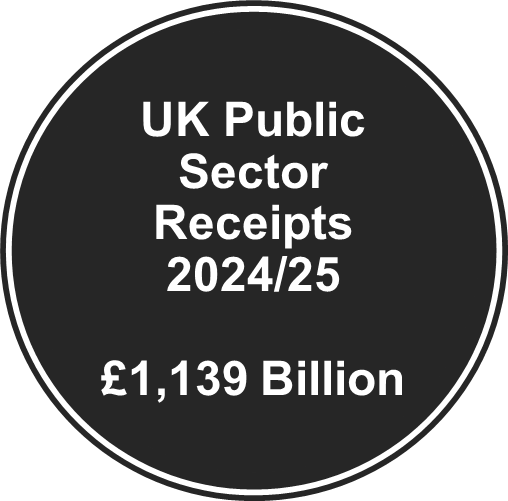 UK Public
Sector
Receipts
2024/25
£1,139 Billion